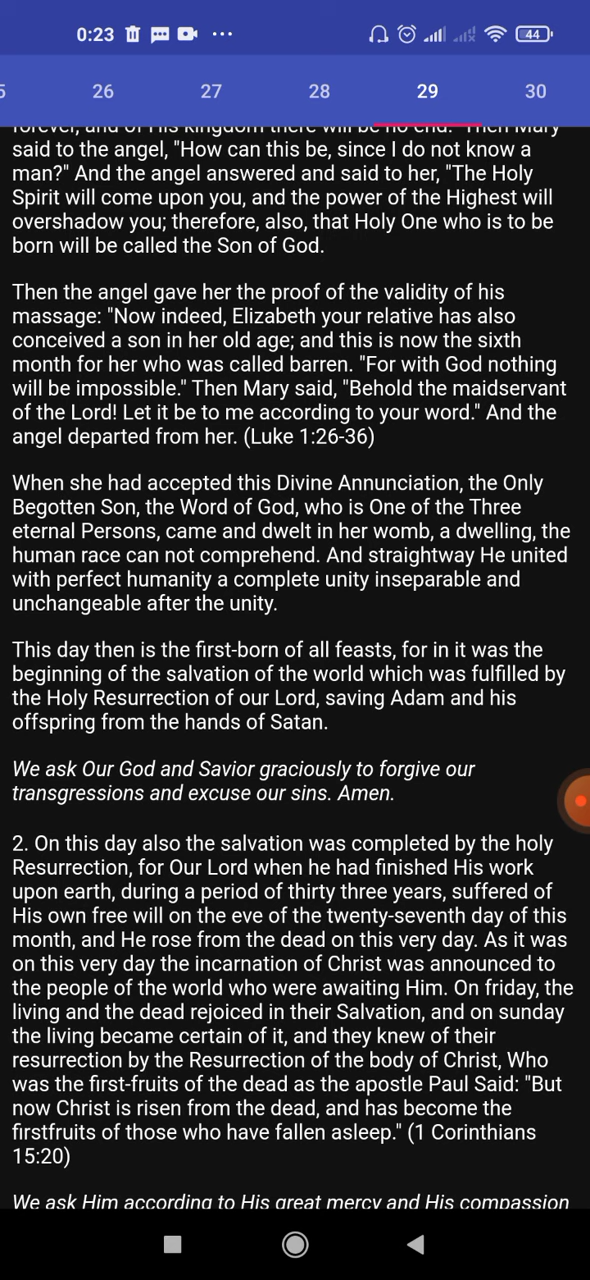 0:23
44
5 26 27 28 29 30
forever, and of His kingdom there will be no end." Then Mary
said to the angel, "How can this be, since I do not know a
man?" And the angel answered and said to her, "The Holy
Spirit will come upon you, and the power of the Highest will
overshadow you; therefore, also, that Holy One who is to be
born will be called the Son of God.
Then the angel gave her the proof of the validity of his
massage: "Now indeed, Elizabeth your relative has also
conceived a son in her old age; and this is now the sixth
month for her who was called barren. "For with God nothing
will be impossible." Then Mary said, "Behold the maidservant
of the Lord! Let it be to me according to your word." And the
angel departed from her. (Luke 1:26-36)
When she had accepted this Divine Annunciation, the Only
Begotten Son, the Word of God, who is One of the Three
eternal Persons, came and dwelt in her womb, a dwelling, the
human race can not comprehend. And straightway He united
with perfect humanity a complete unity inseparable and
unchangeable after the unity.
This day then is the first-born of all feasts, for in it was the
beginning of the salvation of the world which was fulfilled by
the Holy Resurrection of our Lord, saving Adam and his
offspring from the hands of Satan.
We ask Our God and Savior graciously to forgive our
transgressions and excuse our sins. Amen.
2. On this day also the salvation was completed by the holy
Resurrection, for Our Lord when he had finished His work
upon earth, during a period of thirty three years, suffered of
His own free will on the eve of the twenty-seventh day of this
month, and He rose from the dead on this very day. As it was
on this very day the incarnation of Christ was announced to
the people of the world who were awaiting Him. On friday, the
living and the dead rejoiced in their Salvation, and on sunday
the living became certain of it, and they knew of their
resurrection by the Resurrection of the body of Christ, Who
was the first-fruits of the dead as the apostle Paul Said: "But
now Christ is risen from the dead, and has become the
firstfruits of those who have fallen asleep." (1 Corinthians
15:20)
We ask Him according to His great mercy and His compassion